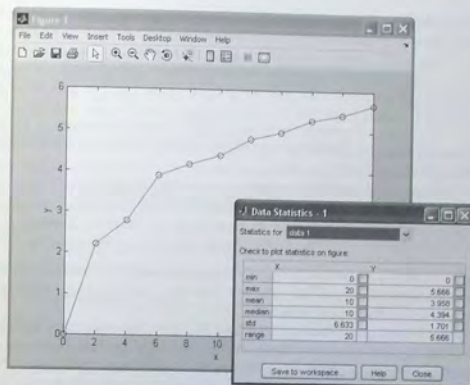 Figure 1
File Edit View Insert Tools Desktop Window Help
6
5
4
3
2
1
0
y
0 2 4 6 8 10
x
Data Statistics - 1
Statistics for data 1
Check to plot statistics on figure:
X Y
min 0 0
max 20 5.666
mean 10 3.958
median 10 4.394
std 6.633 1.701
range 20 5.666
Save to workspace... Help Close